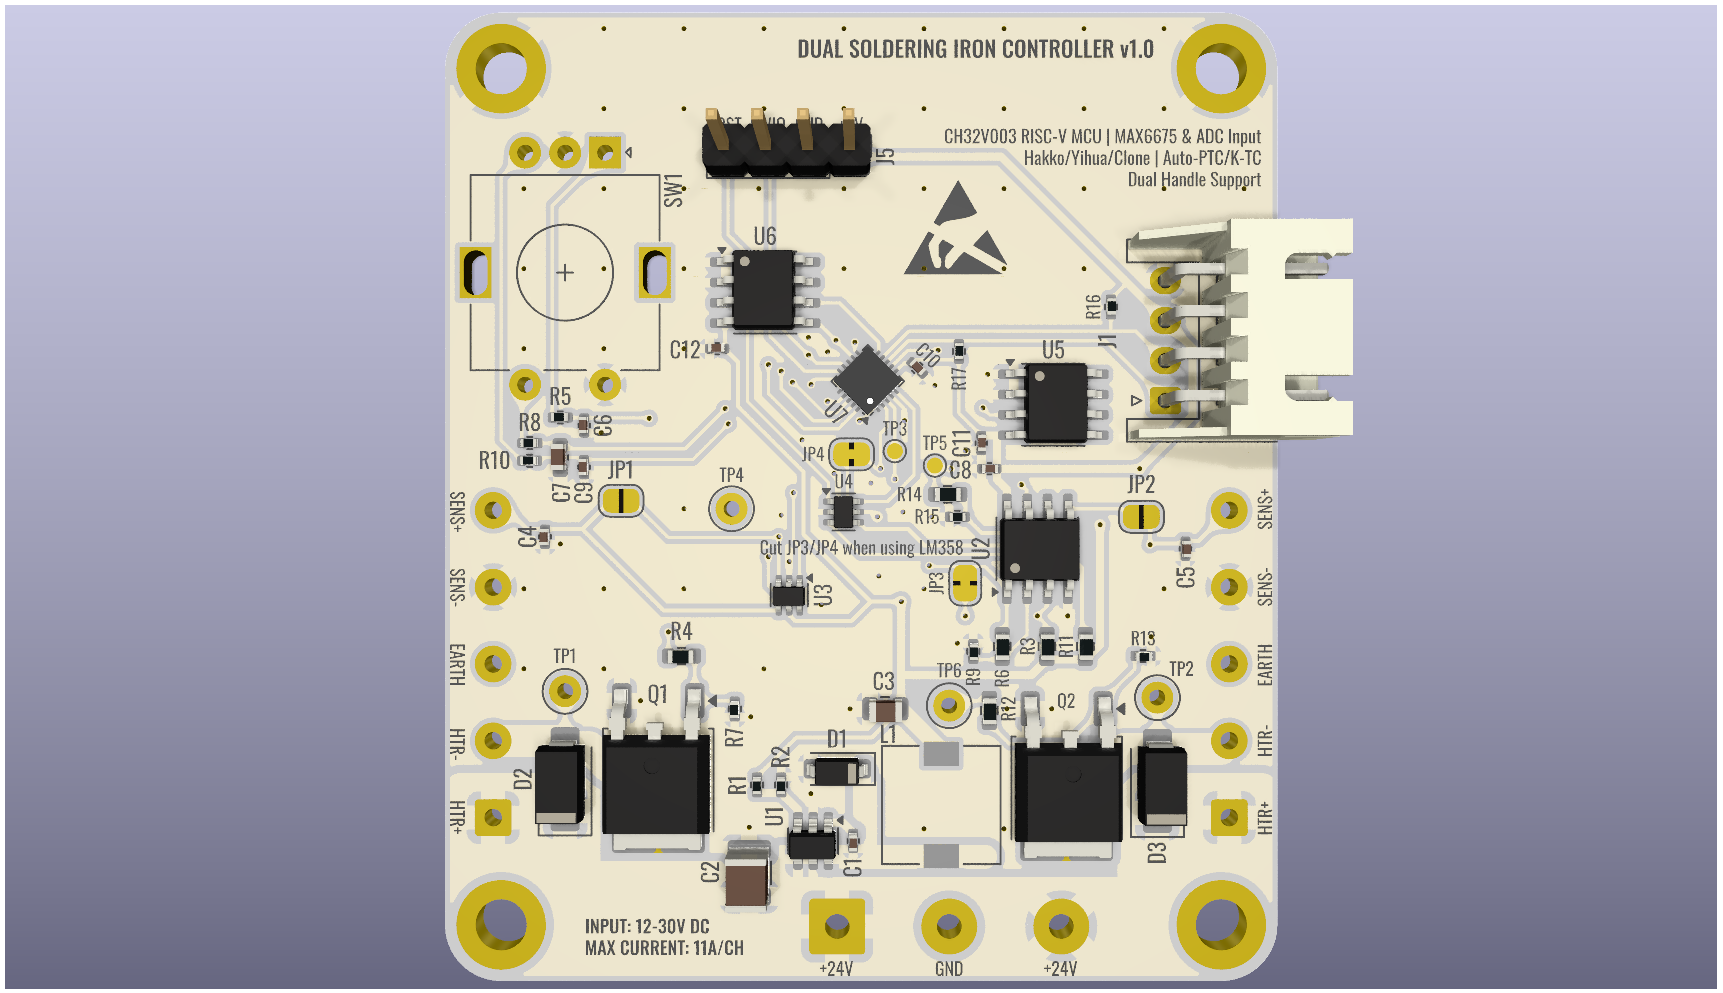 DUAL SOLDERING IRON CONTROLLER v1.0
CH32V003 RISC-V MCU | MAX6675 & ADC Input
Hakko/Yihua/Clone | Auto-PTC/K-TC
Dual Handle Support
J5
SW1
U6
R16
J1
C12
C10
R17
U5
U7
R5
R8
C6
R10
C7
C9
JP1
TP4
JP4
TP3
TP5
C11
C8
U4
R14
R15
JP2
SENS+
SENS+
C4
Cut JP3/JP4 when using LM358
U2
C5
SENS-
SENS-
U3
JP3
R4
R9
R6
R3
R11
R13
EARTH
EARTH
TP1
TP6
TP2
Q1
C3
R12
Q2
R7
L1
HTR-
HTR-
D2
R1
R2
D1
HTR+
HTR+
U1
C2
C1
D3
INPUT: 12-30V DC
MAX CURRENT: 11A/CH
+24V
GND
+24V